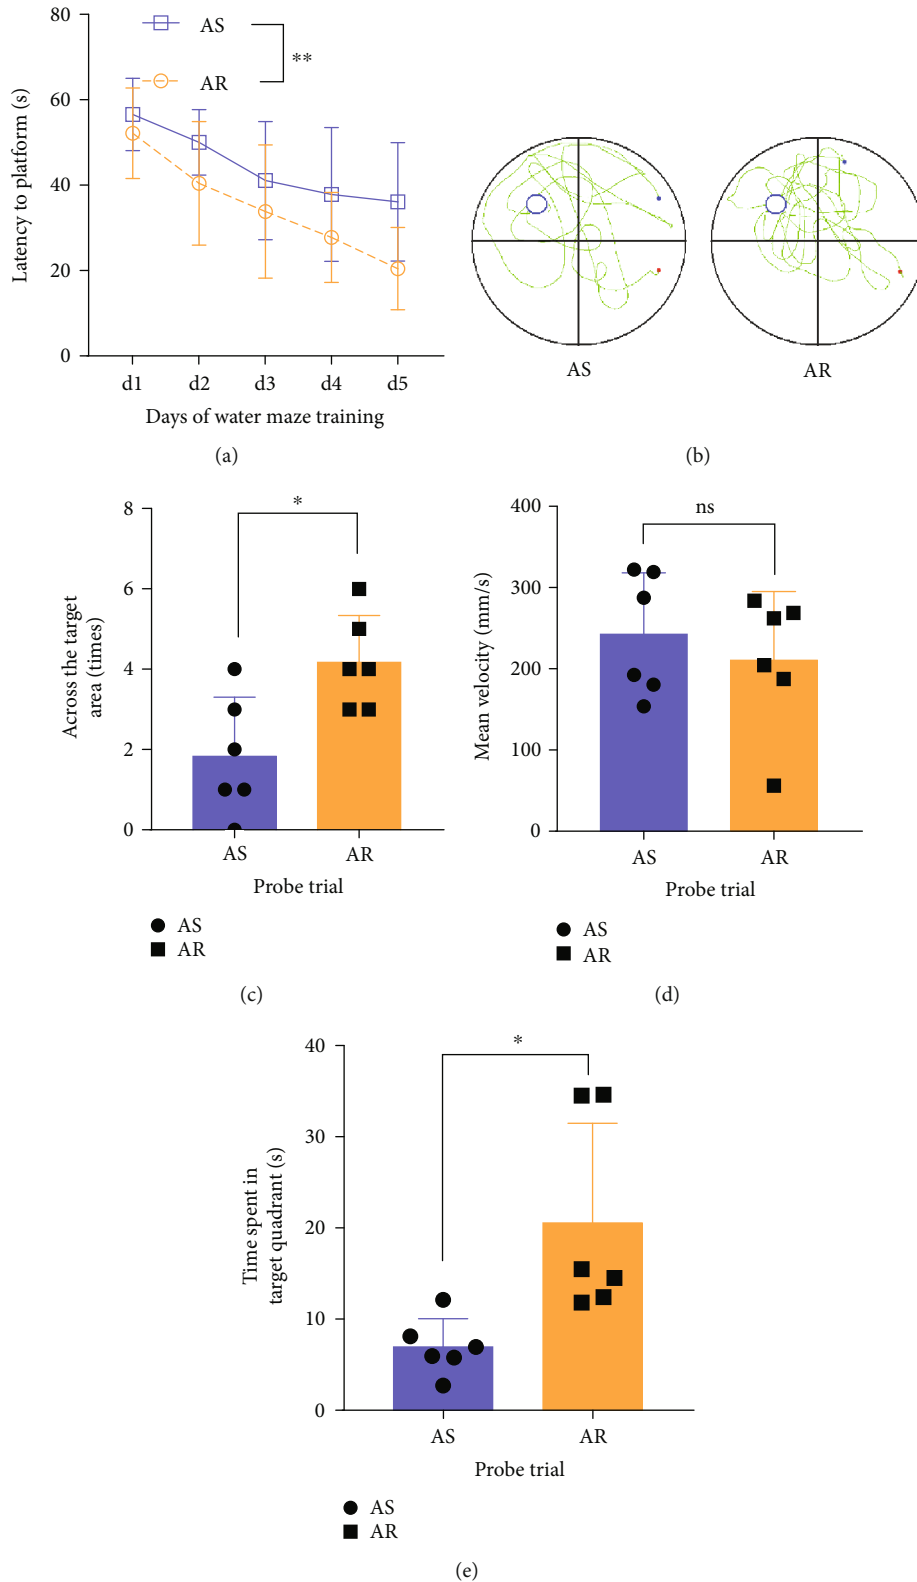 80
60
40
20
0
Latency to platform (s)
AS
AR
**
d1 d2 d3 d4 d5
Days of water maze training
(a)
AS
AR
(b)
8
6
4
2
0
Across the target
area (times)
*
AS AR
Probe trial
AS
AR
(c)
400
300
200
100
0
Mean velocity (mm/s)
ns
AS AR
Probe trial
AS
AR
(d)
40
30
20
10
0
Time spent in
target quadrant (s)
*
AS AR
Probe trial
AS
AR
(e)